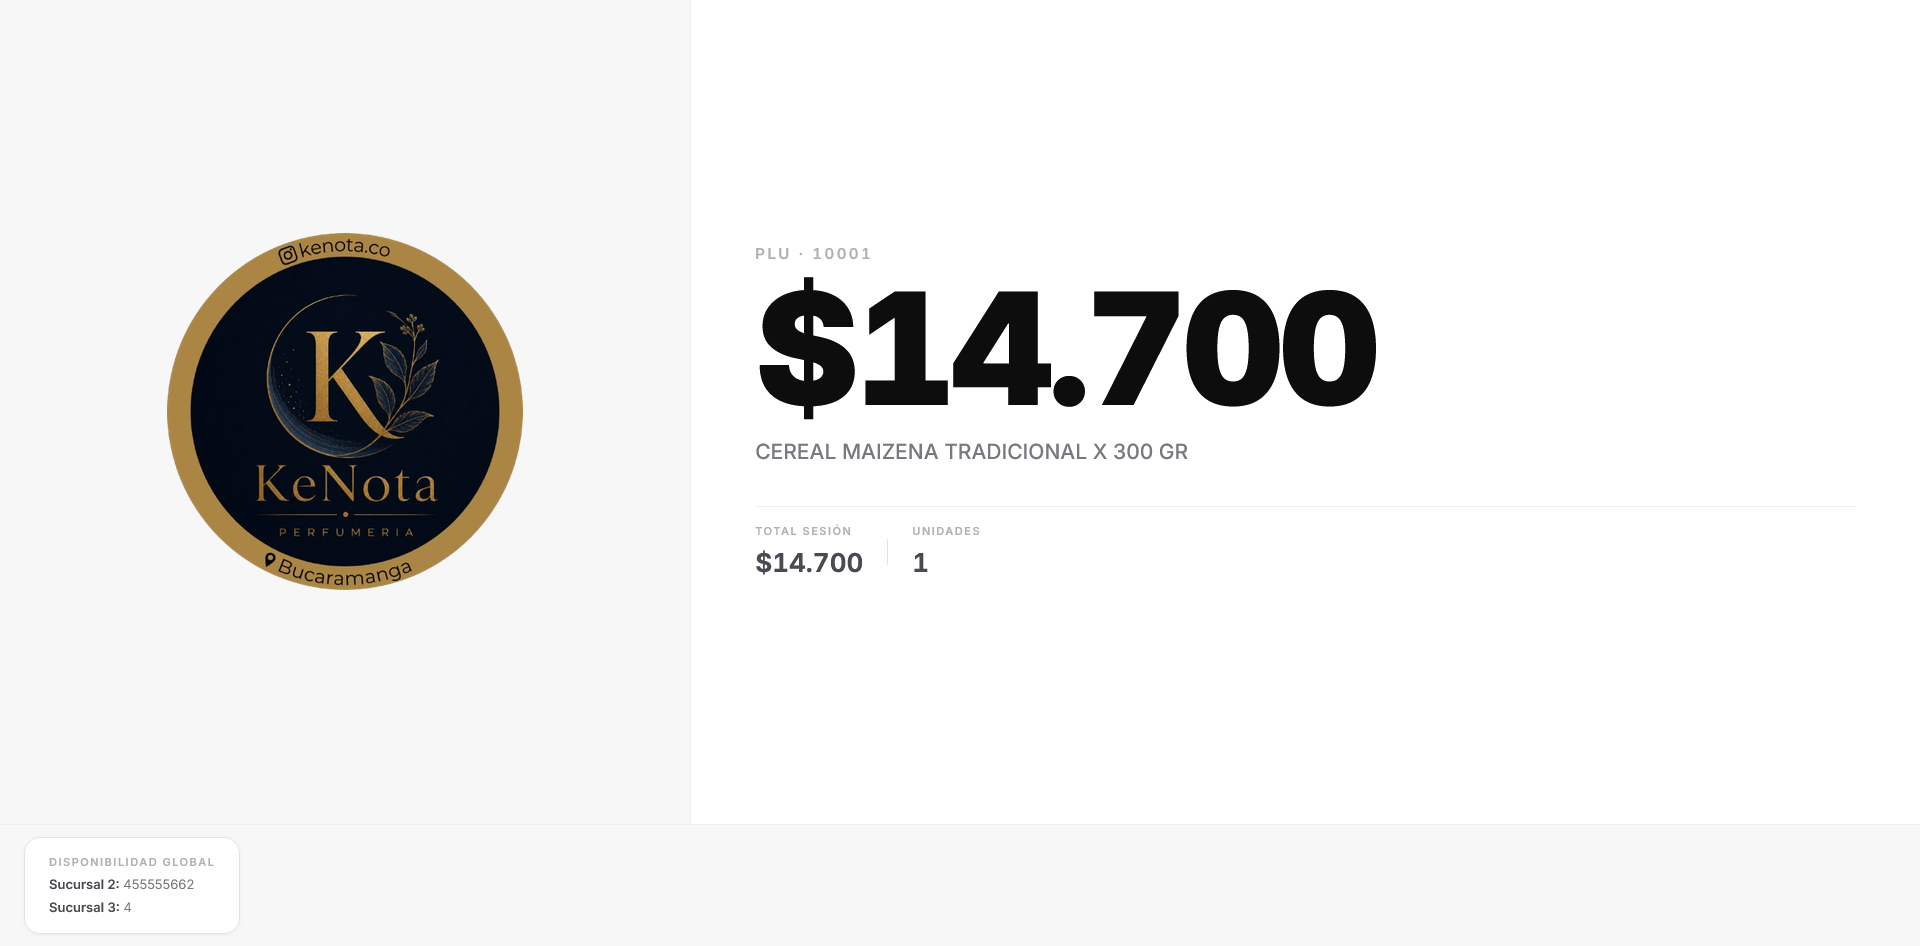 kenota.co
K
KeNota
PERFUMERIA
Bucaramanga
PLU · 10001
$14.700
CEREAL MAIZENA TRADICIONAL X 300 GR
TOTAL SESIÓN
$14.700
UNIDADES
1
DISPONIBILIDAD GLOBAL
Sucursal 2: 455555662
Sucursal 3: 4